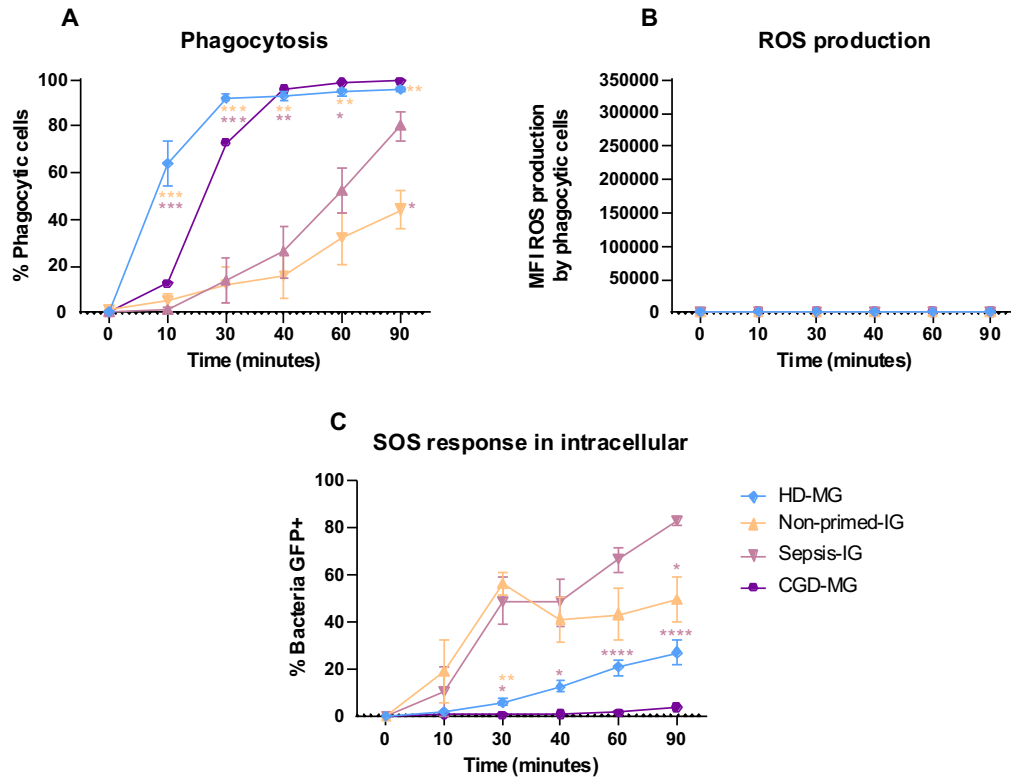 A
Phagocytosis
% Phagocytic cells
100
80
60
40
20
0
***
***
***
***
**
**
**
*
**
*
0 10 30 40 60 90
Time (minutes)
B
ROS production
MFI ROS production
by phagocytic cells
350000
300000
250000
200000
150000
100000
50000
0
0 10 30 40 60 90
Time (minutes)
C
SOS response in intracellular
% Bacteria GFP+
100
80
60
40
20
0
**
*
*
****
*
****
0 10 30 40 60 90
Time (minutes)
HD-MG
Non-primed-IG
Sepsis-IG
CGD-MG